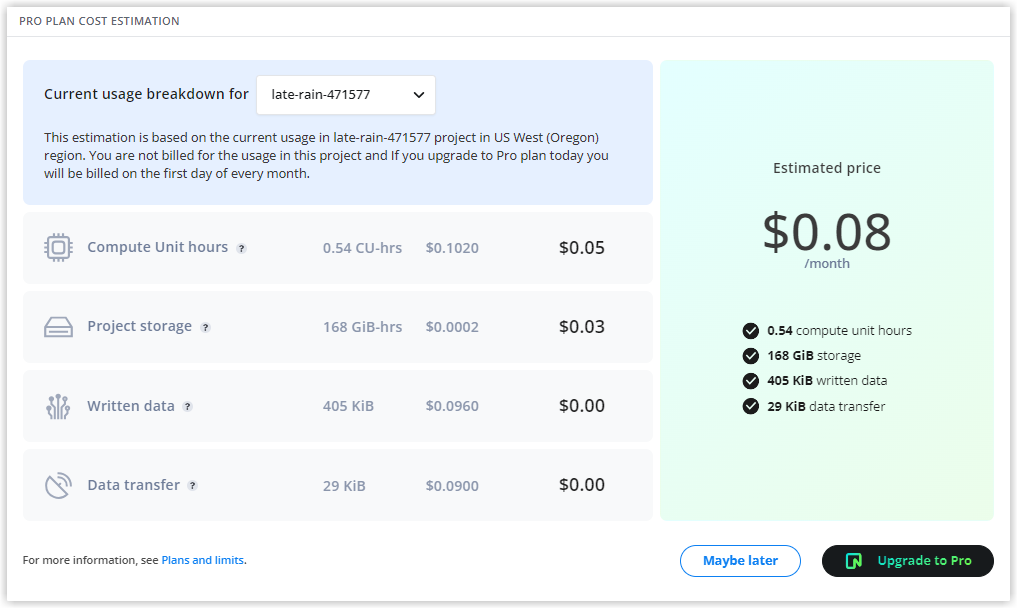 PRO PLAN COST ESTIMATION
Current usage breakdown for late-rain-471577
This estimation is based on the current usage in late-rain-471577 project in US West (Oregon)
region. You are not billed for the usage in this project and If you upgrade to Pro plan today you
will be billed on the first day of every month.
Compute Unit hours ? 0.54 CU-hrs $0.1020 $0.05
Project storage ? 168 GiB-hrs $0.0002 $0.03
Written data ? 405 KiB $0.0960 $0.00
Data transfer ? 29 KiB $0.0900 $0.00
Estimated price
$0.08
/month
0.54 compute unit hours
168 GiB storage
405 KiB written data
29 KiB data transfer
For more information, see Plans and limits.
Maybe later
Upgrade to Pro